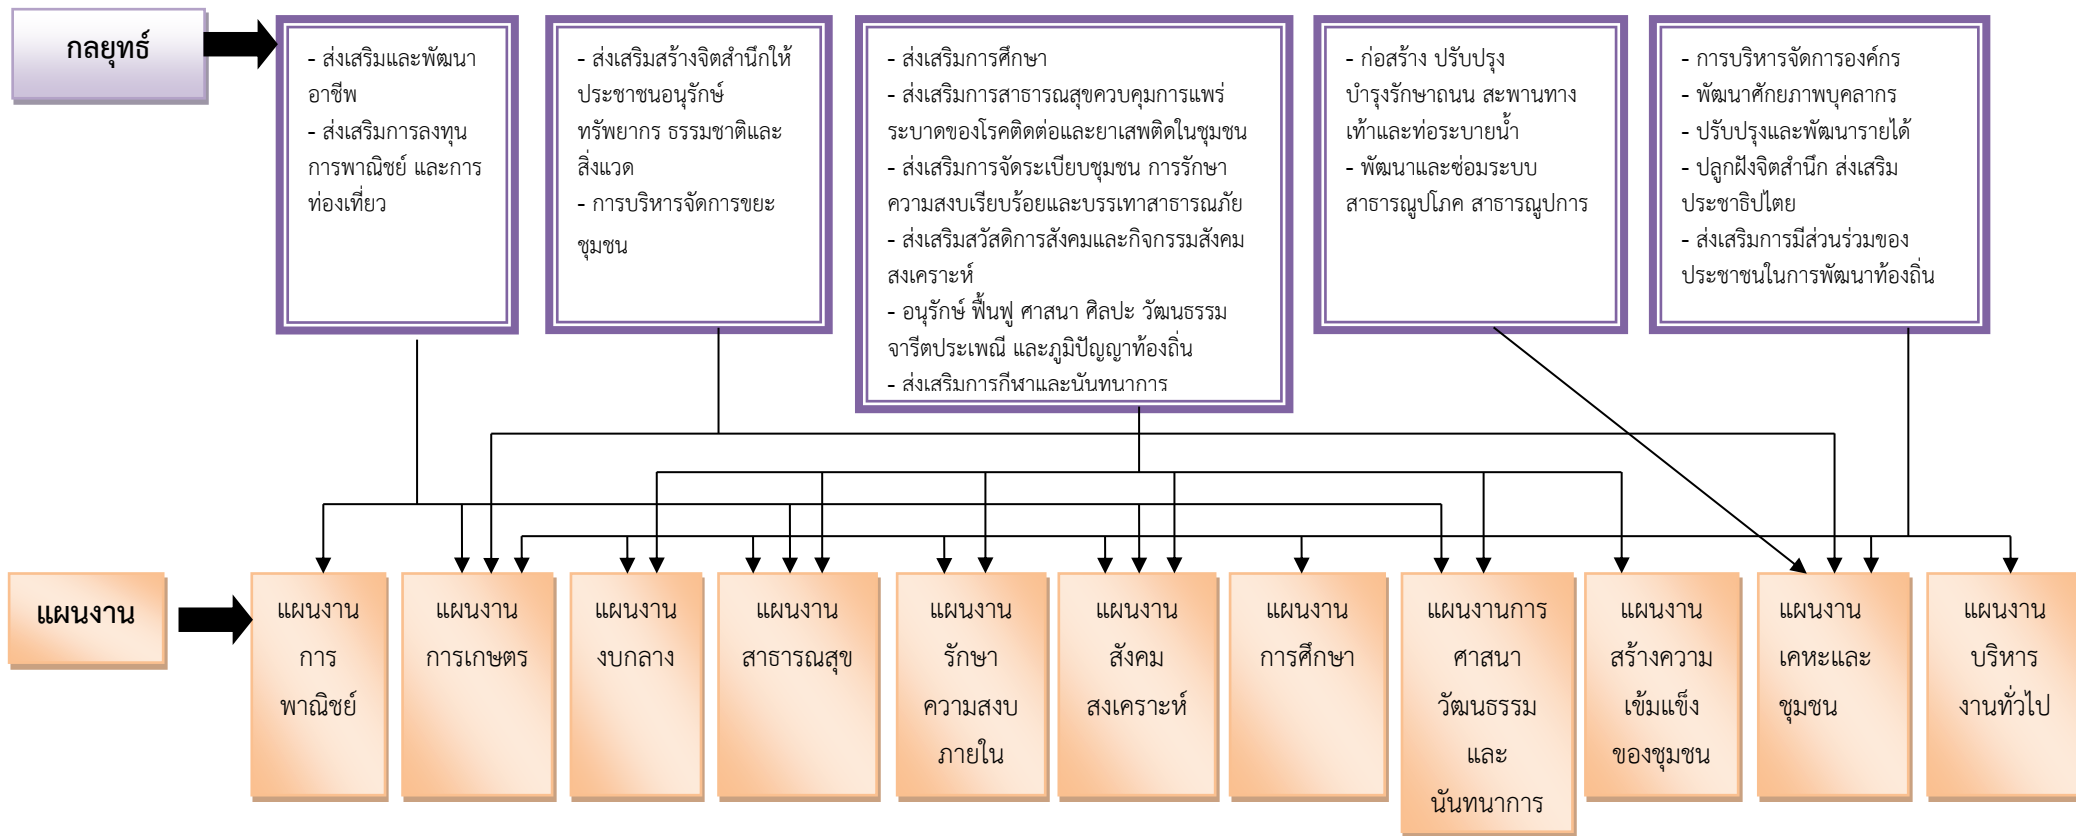 กลยุทธ์
- ส่งเสริมและพัฒนา
อาชีพ
- ส่งเสริมการลงทุน
การพาณิชย์ และการ
ท่องเที่ยว
- ส่งเสริมสร้างจิตสำนึกให้
ประชาชนอนุรักษ์
ทรัพยากร ธรรมชาติและ
สิ่งแวด
- การบริหารจัดการขยะ
ชุมชน
- ส่งเสริมการศึกษา
- ส่งเสริมการสาธารณสุขควบคุมการแพร่
ระบาดของโรคติดต่อและยาเสพติดในชุมชน
- ส่งเสริมการจัดระเบียบชุมชน การรักษา
ความสงบเรียบร้อยและบรรเทาสาธารณภัย
- ส่งเสริมสวัสดิการสังคมและกิจกรรมสังคม
สงเคราะห์
- อนุรักษ์ ฟื้นฟู ศาสนา ศิลปะ วัฒนธรรม
จารีตประเพณี และภูมิปัญญาท้องถิ่น
- ส่งเสริมการกีฬาและนันทนาการ
- ก่อสร้าง ปรับปรุง
บำรุงรักษาถนน สะพานทาง
เท้าและท่อระบายน้ำ
- พัฒนาและซ่อมระบบ
สาธารณูปโภค สาธารณูปการ
- การบริหารจัดการองค์กร
- พัฒนาศักยภาพบุคลากร
- ปรับปรุงและพัฒนารายได้
- ปลูกฝังจิตสำนึก ส่งเสริม
ประชาธิปไตย
- ส่งเสริมการมีส่วนร่วมของ
ประชาชนในการพัฒนาท้องถิ่น
แผนงาน
แผนงาน
การ
พาณิชย์
แผนงาน
การเกษตร
แผนงาน
งบกลาง
แผนงาน
สาธารณสุข
แผนงาน
รักษา
ความสงบ
ภายใน
แผนงาน
สังคม
สงเคราะห์
แผนงาน
การศึกษา
แผนงานการ
ศาสนา
วัฒนธรรม
และ
นันทนาการ
แผนงาน
สร้างความ
เข้มแข็ง
ของชุมชน
แผนงาน
เคหะและ
ชุมชน
แผนงาน
บริหาร
งานทั่วไป